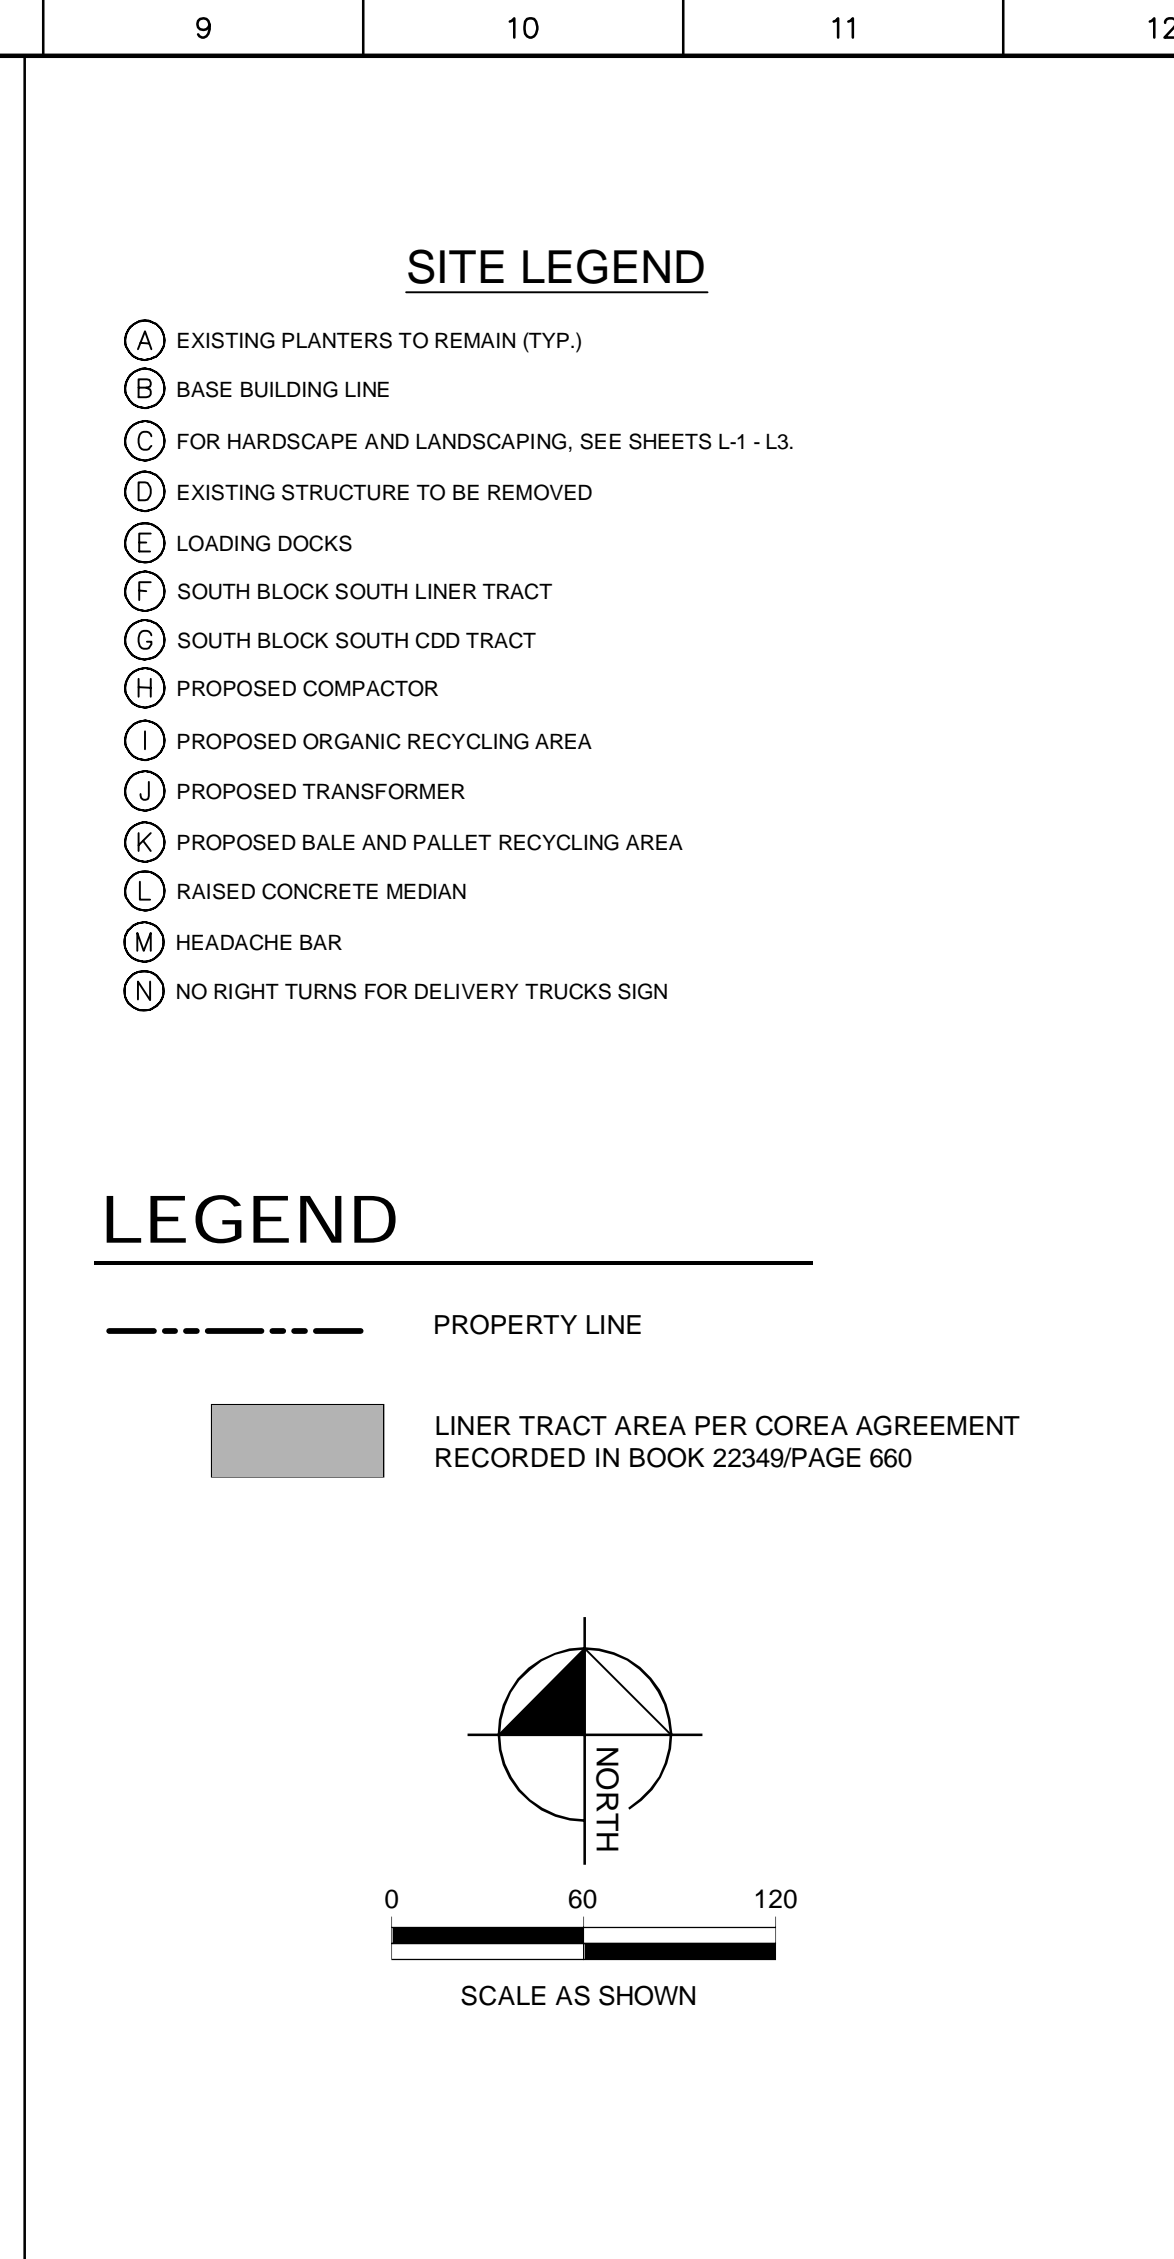 9 10 11 12
SITE LEGEND
A EXISTING PLANTERS TO REMAIN (TYP.)
B BASE BUILDING LINE
C FOR HARDSCAPE AND LANDSCAPING, SEE SHEETS L-1 - L3.
D EXISTING STRUCTURE TO BE REMOVED
E LOADING DOCKS
F SOUTH BLOCK SOUTH LINER TRACT
G SOUTH BLOCK SOUTH CDD TRACT
H PROPOSED COMPACTOR
I PROPOSED ORGANIC RECYCLING AREA
J PROPOSED TRANSFORMER
K PROPOSED BALE AND PALLET RECYCLING AREA
L RAISED CONCRETE MEDIAN
M HEADACHE BAR
N NO RIGHT TURNS FOR DELIVERY TRUCKS SIGN
LEGEND
PROPERTY LINE
LINER TRACT AREA PER COREA AGREEMENT
RECORDED IN BOOK 22349/PAGE 660
NORTH
0 60 120
SCALE AS SHOWN